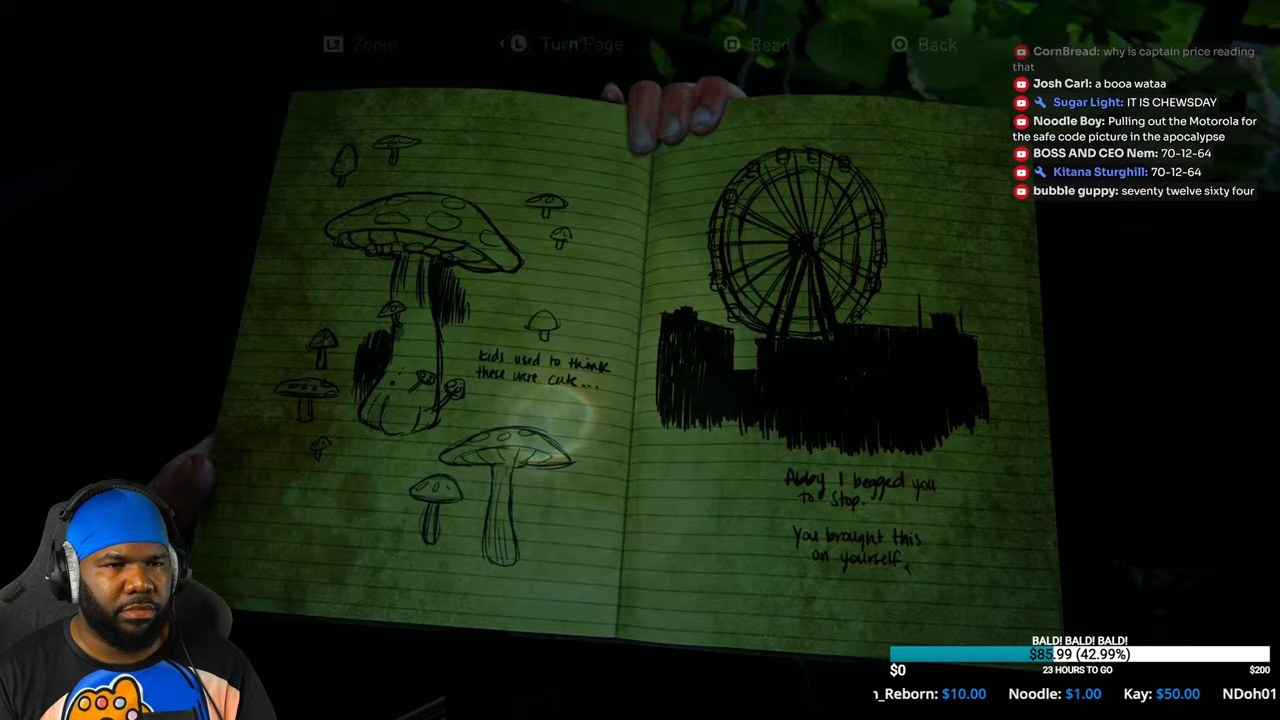 L2 Zoom
L Turn Page
Read
Back
CornBread: why is captain price reading
that
Josh Carl: a booa wataa
Sugar Light: IT IS CHEWSDAY
Noodle Boy: Pulling out the Motorola for
the safe code picture in the apocalypse
BOSS AND CEO Nem: 70-12-64
Kitana Sturghill: 70-12-64
bubble guppy: seventy twelve sixty four
kids used to think
these were cute...
Abby I begged you
to stop.
You brought this
on yourself.
BALD! BALD! BALD!
$85.99 (42.99%)
$0
23 HOURS TO GO
$200
ר_Reborn: $10.00 Noodle: $1.00 Kay: $50.00 NDoh01